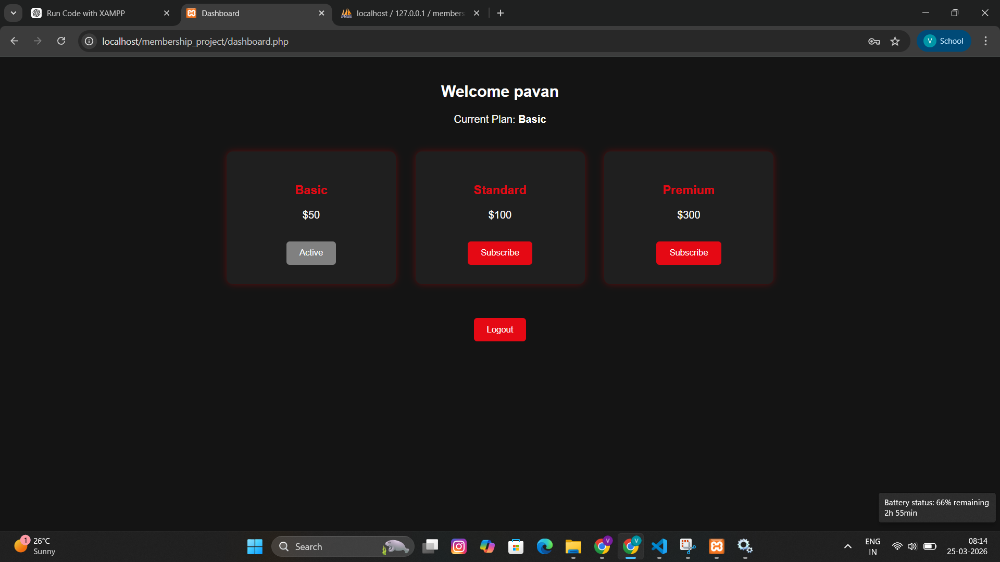 Run Code with XAMPP
Dashboard
localhost / 127.0.0.1 / members
localhost/membership_project/dashboard.php
V
School
Welcome pavan
Current Plan: Basic
Basic
$50
Active
Standard
$100
Subscribe
Premium
$300
Subscribe
Logout
Battery status: 66% remaining
2h 55min
1
26°C
Sunny
Search
V
V
ENG
IN
08:14
25-03-2026